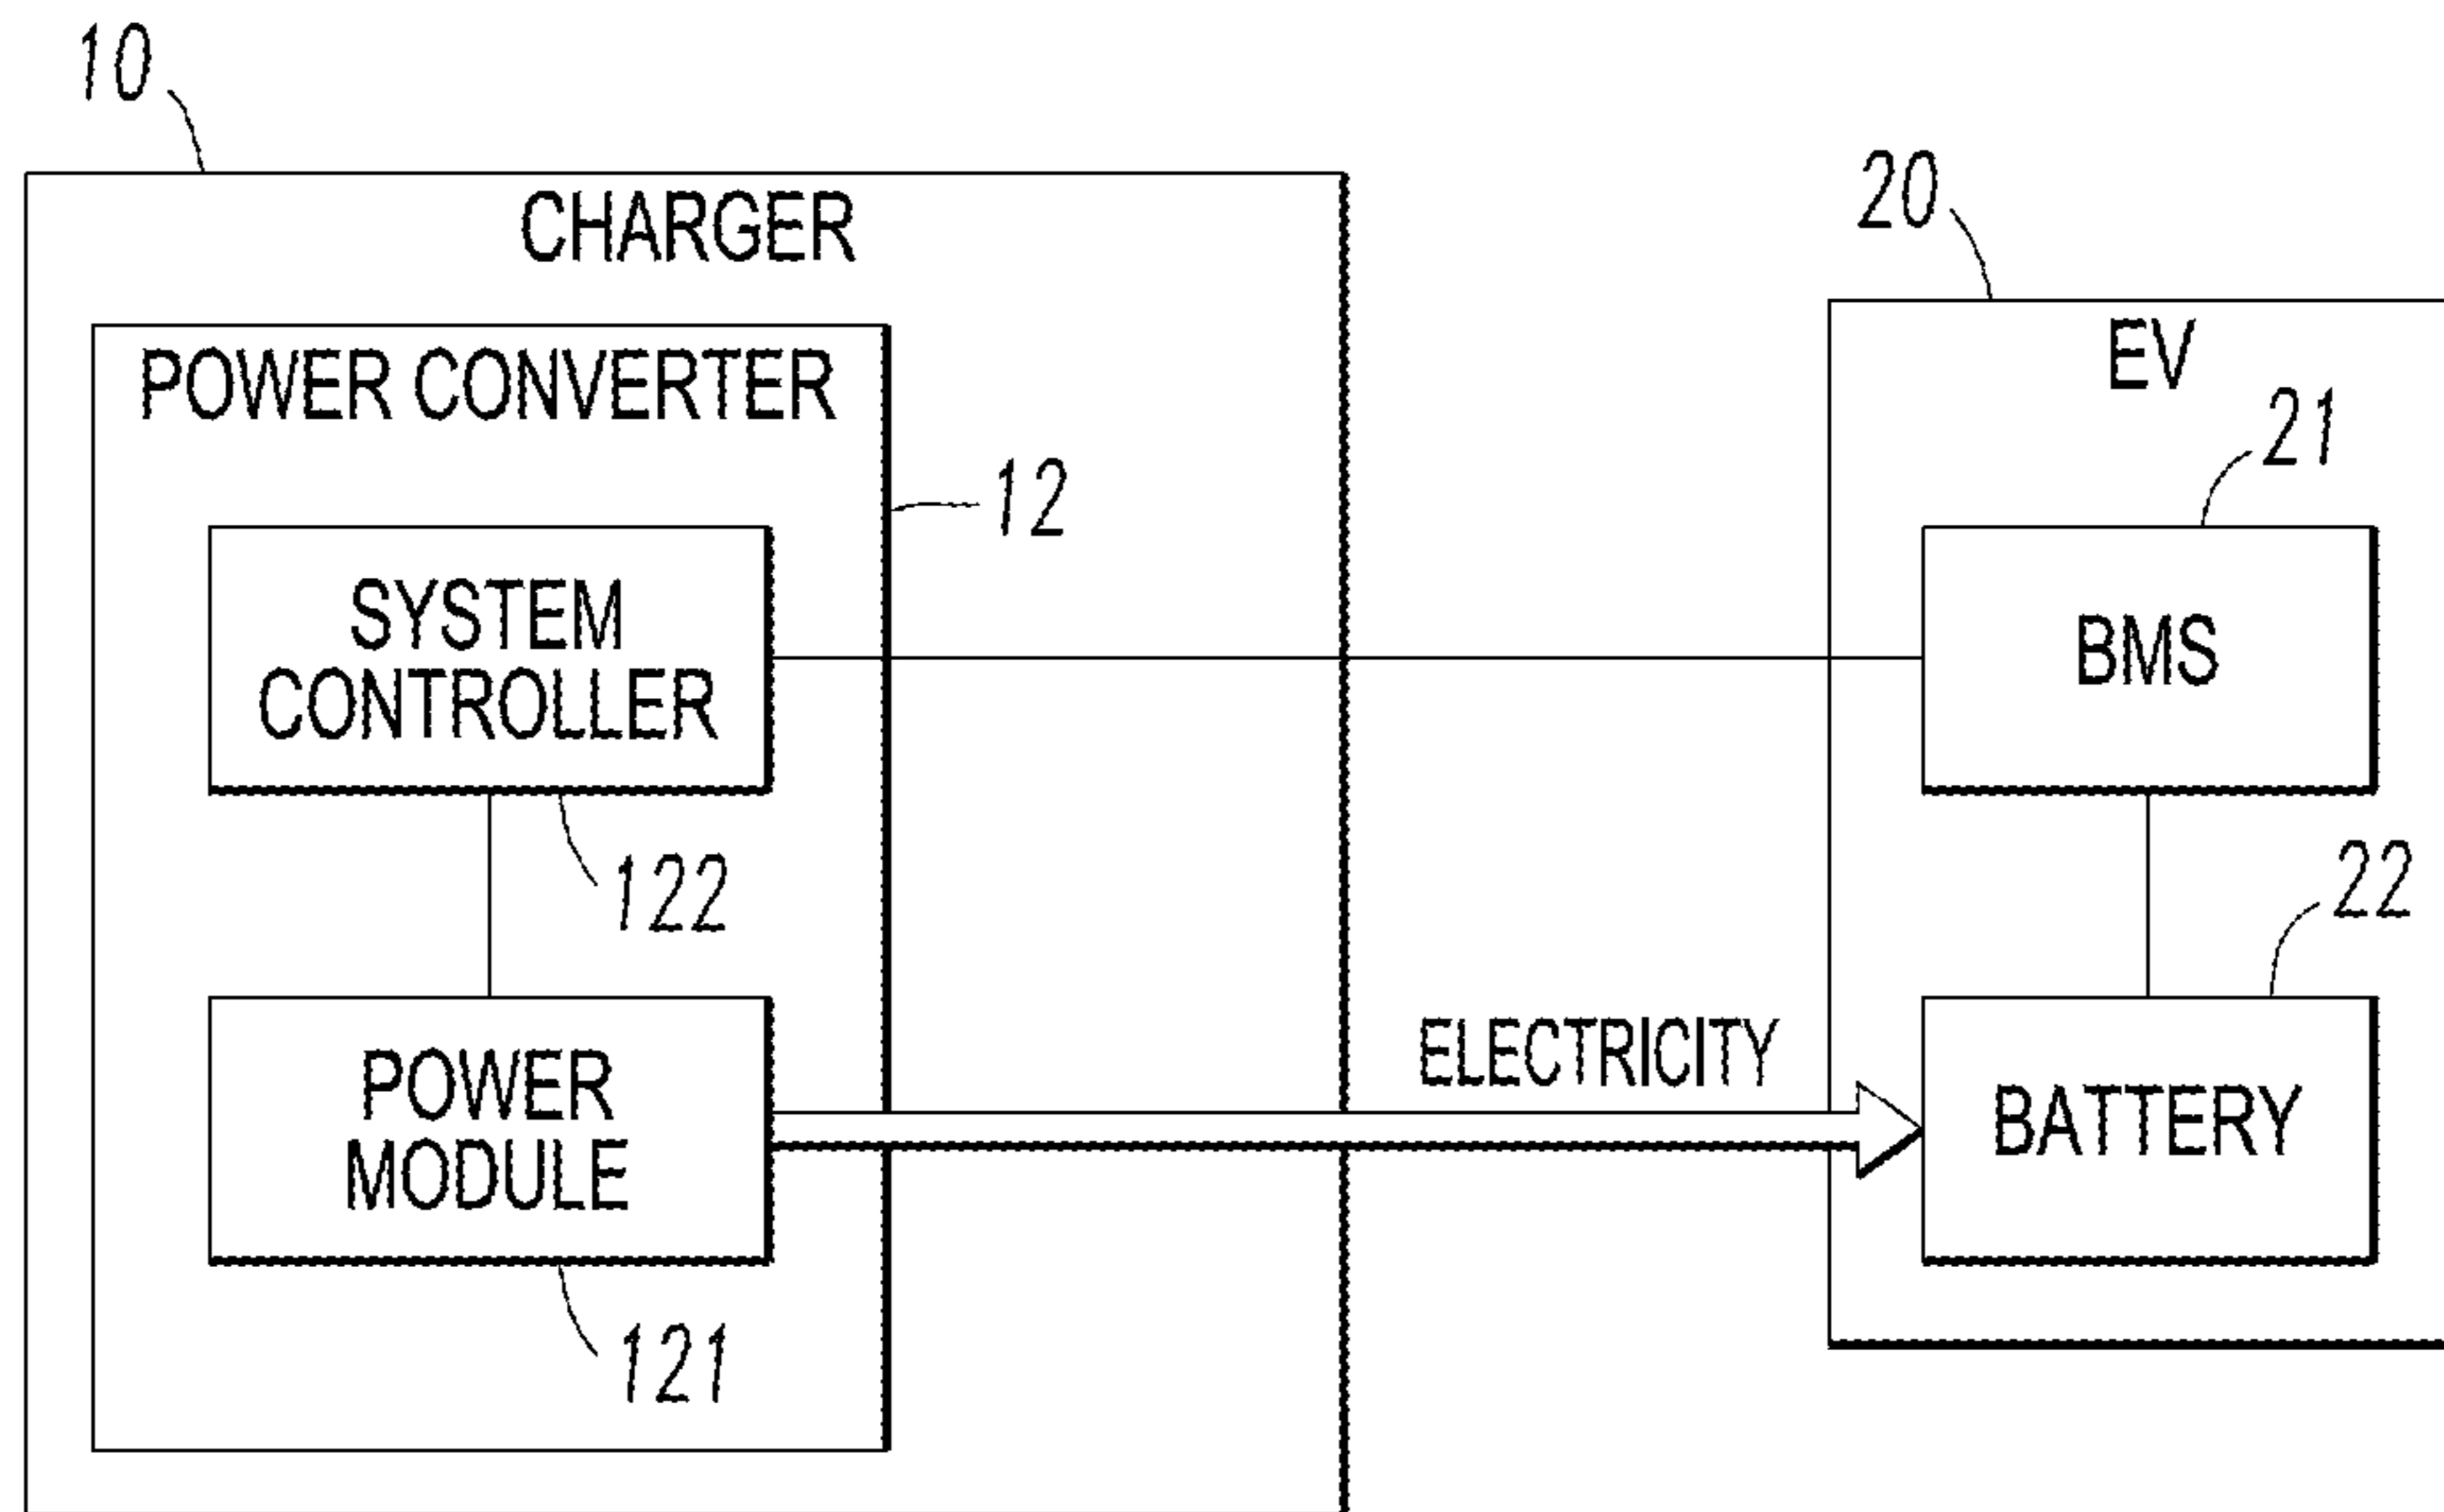 10
CHARGER
20
POWER CONVERTER
EV
21
12
SYSTEM
CONTROLLER
BMS
122
22
ELECTRICITY
POWER
MODULE
BATTERY
121